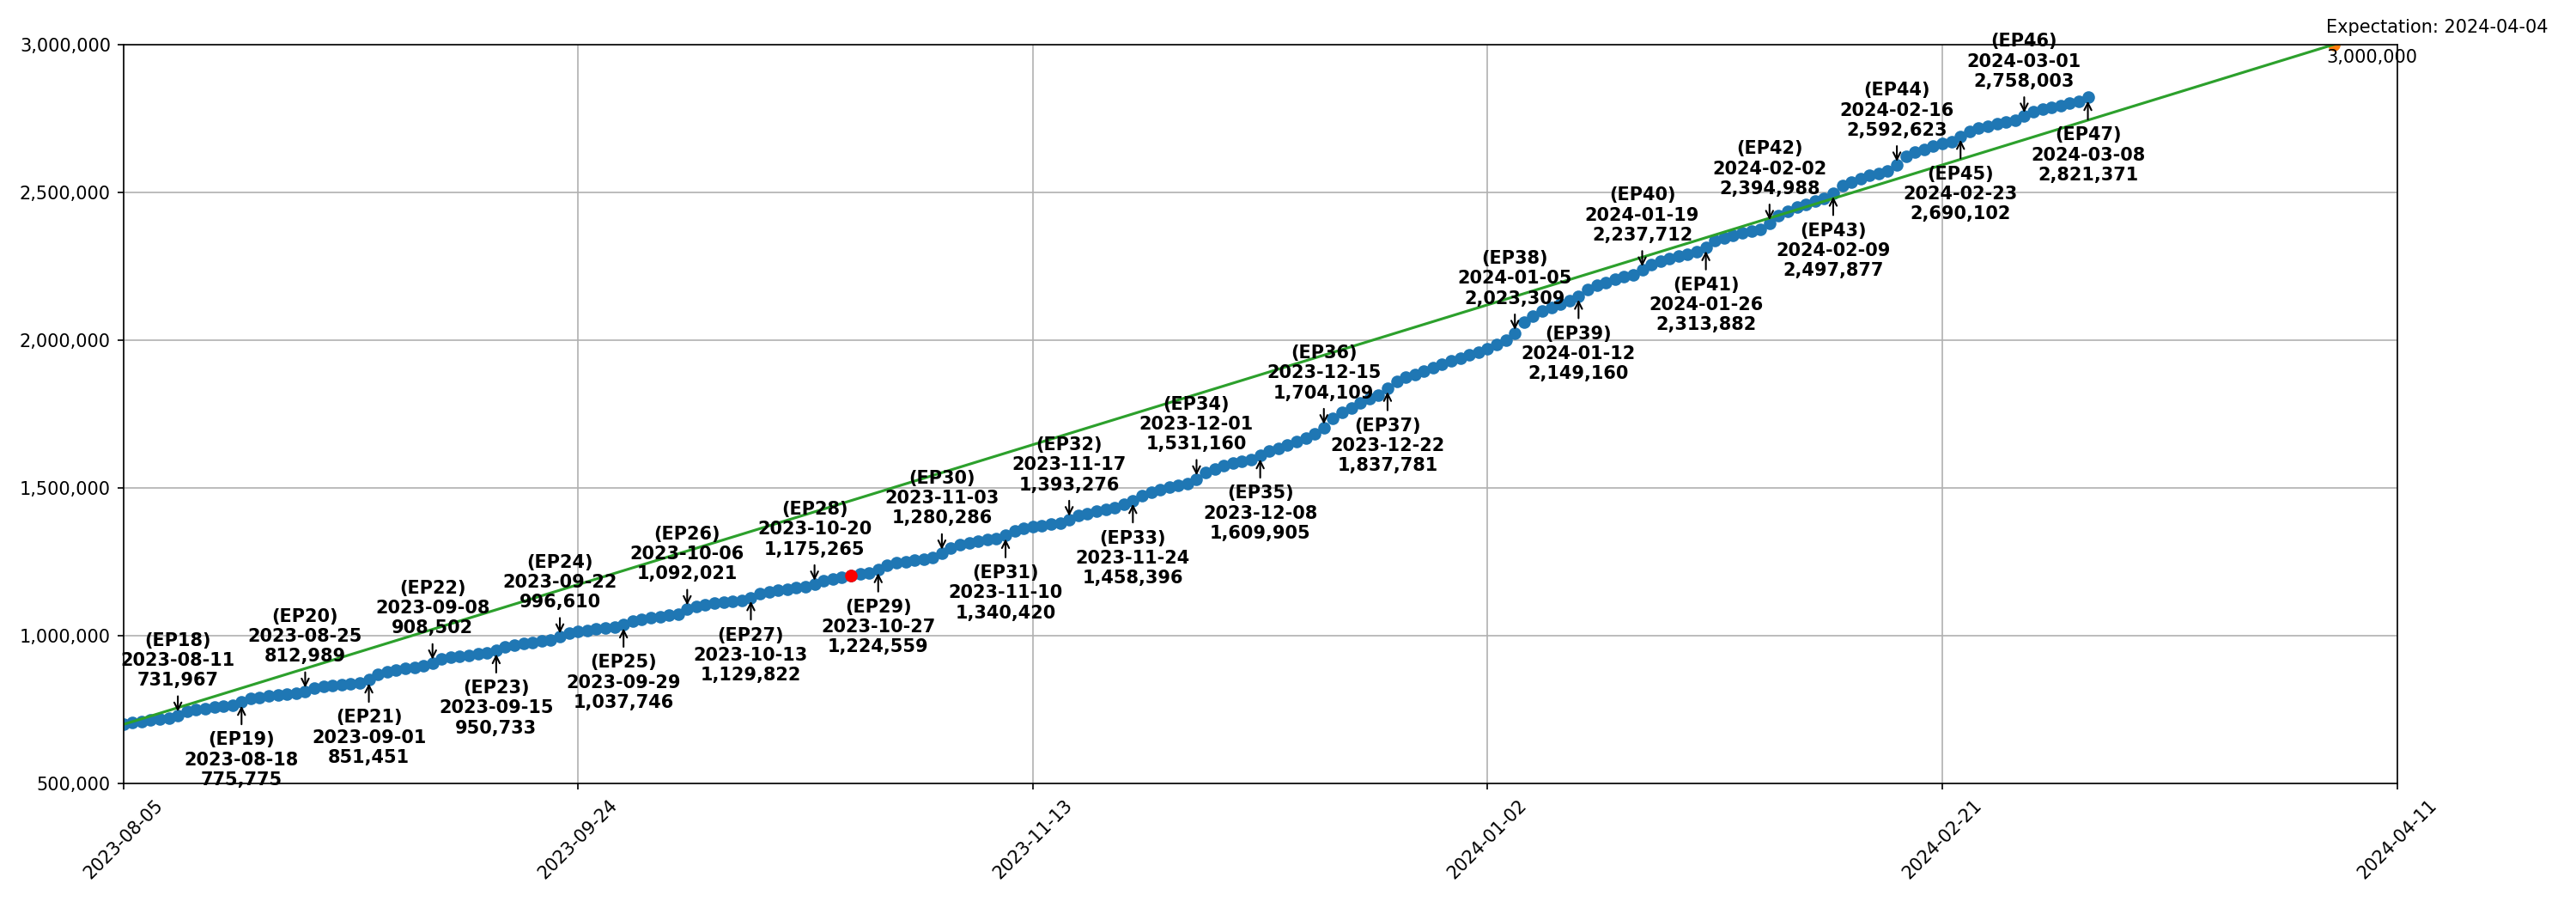 Expectation: 2024-04-04
3,000,000
3,000,000
2,500,000
2,000,000
1,500,000
1,000,000
500,000
(EP18)
2023-08-11
731,967
(EP19)
2023-08-18
775,775
(EP20)
2023-08-25
812,989
(EP21)
2023-09-01
851,451
(EP22)
2023-09-08
908,502
(EP23)
2023-09-15
950,733
(EP24)
2023-09-22
996,610
(EP25)
2023-09-29
1,037,746
(EP26)
2023-10-06
1,092,021
(EP27)
2023-10-13
1,129,822
(EP28)
2023-10-20
1,175,265
(EP29)
2023-10-27
1,224,559
(EP30)
2023-11-03
1,280,286
(EP31)
2023-11-10
1,340,420
(EP32)
2023-11-17
1,393,276
(EP33)
2023-11-24
1,458,396
(EP34)
2023-12-01
1,531,160
(EP35)
2023-12-08
1,609,905
(EP36)
2023-12-15
1,704,109
(EP37)
2023-12-22
1,837,781
(EP38)
2024-01-05
2,023,309
(EP39)
2024-01-12
2,149,160
(EP40)
2024-01-19
2,237,712
(EP41)
2024-01-26
2,313,882
(EP42)
2024-02-02
2,394,988
(EP43)
2024-02-09
2,497,877
(EP44)
2024-02-16
2,592,623
(EP45)
2024-02-23
2,690,102
(EP46)
2024-03-01
2,758,003
(EP47)
2024-03-08
2,821,371
2023-08-05
2023-09-24
2023-11-13
2024-01-02
2024-02-21
2024-04-11